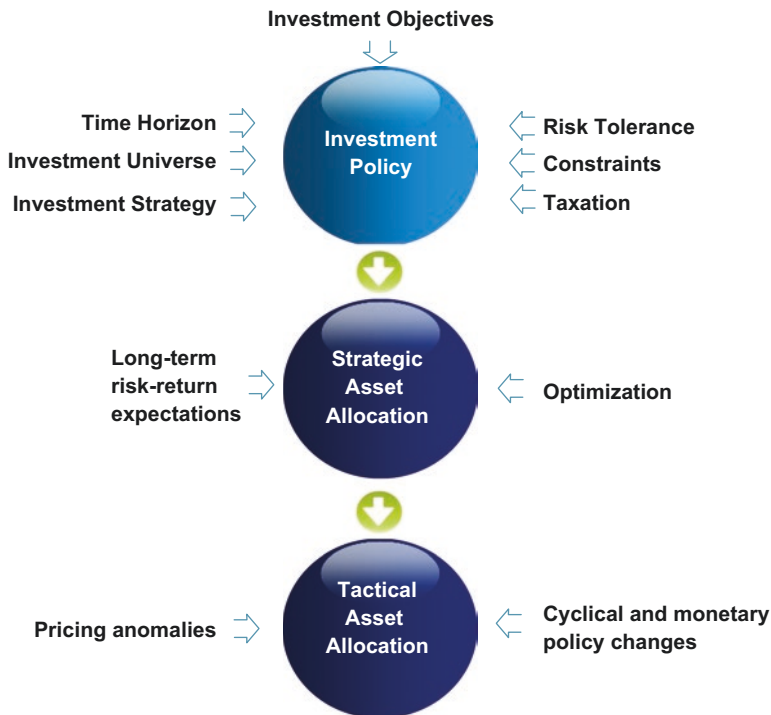 Investment Objectives
Time Horizon
Investment Universe
Investment Strategy
Investment
Policy
Risk Tolerance
Constraints
Taxation
Long-term
risk-return
expectations
Strategic
Asset
Allocation
Optimization
Pricing anomalies
Tactical
Asset
Allocation
Cyclical and monetary
policy changes